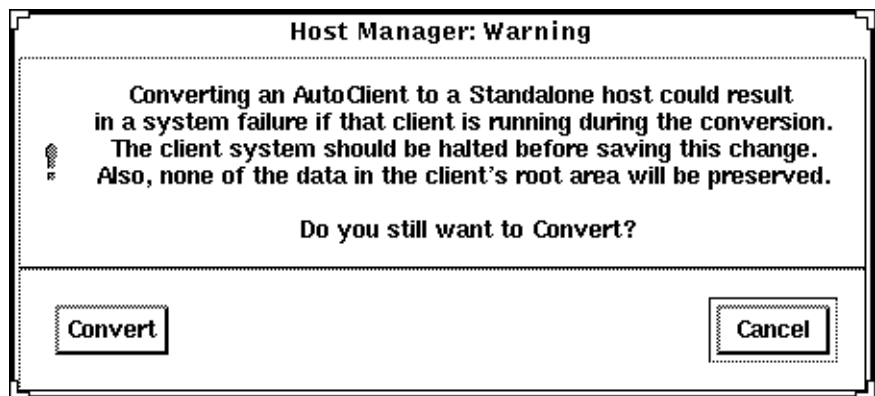 Host Manager: Warning
Converting an AutoClient to a Standalone host could result
in a system failure if that client is running during the conversion.
The client system should be halted before saving this change.
Also, none of the data in the client's root area will be preserved.
Do you still want to Convert?
Convert
Cancel